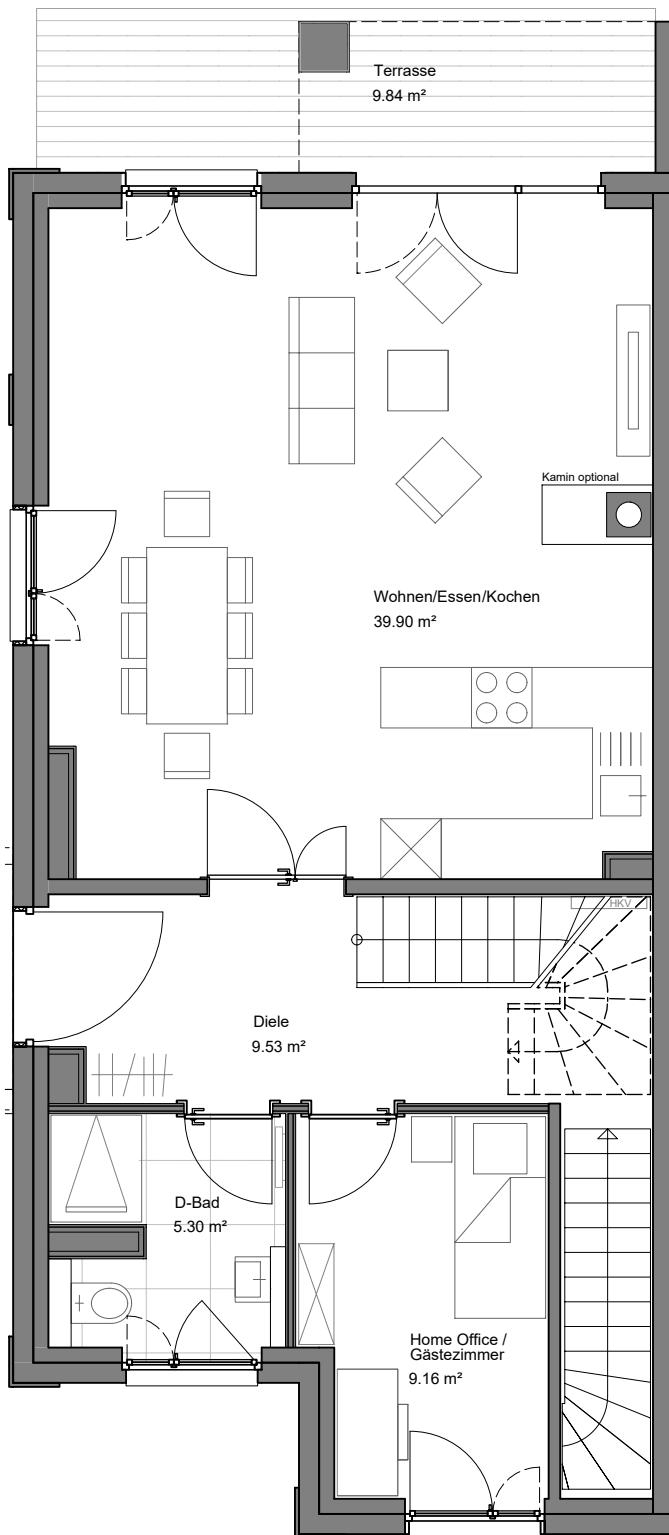 Terrasse
9.84 m²
Kamin optional
Wohnen/Essen/Kochen
39.90 m²
HKV
Diele
9.53 m²
D-Bad
5.30 m²
Home Office /
Gästezimmer
9.16 m²